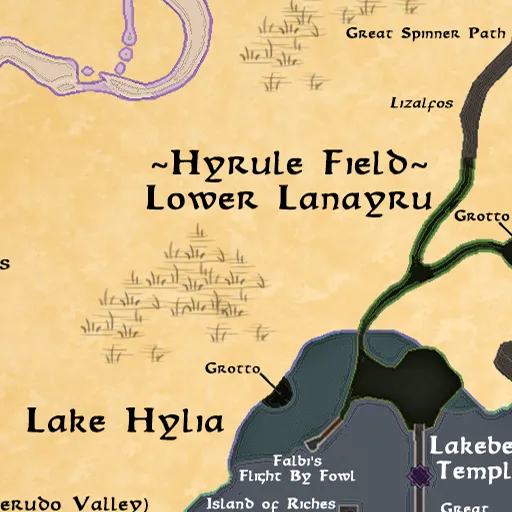 Great Spinner Path
Lizalfos
~Hyrule Field~
Lower Lanayru
Grotto
s
Grotto
Lake Hylia
Lakebe
Templ
Falbi's
Flight By Fowl
erudo Valley)
Island of Riches
Great